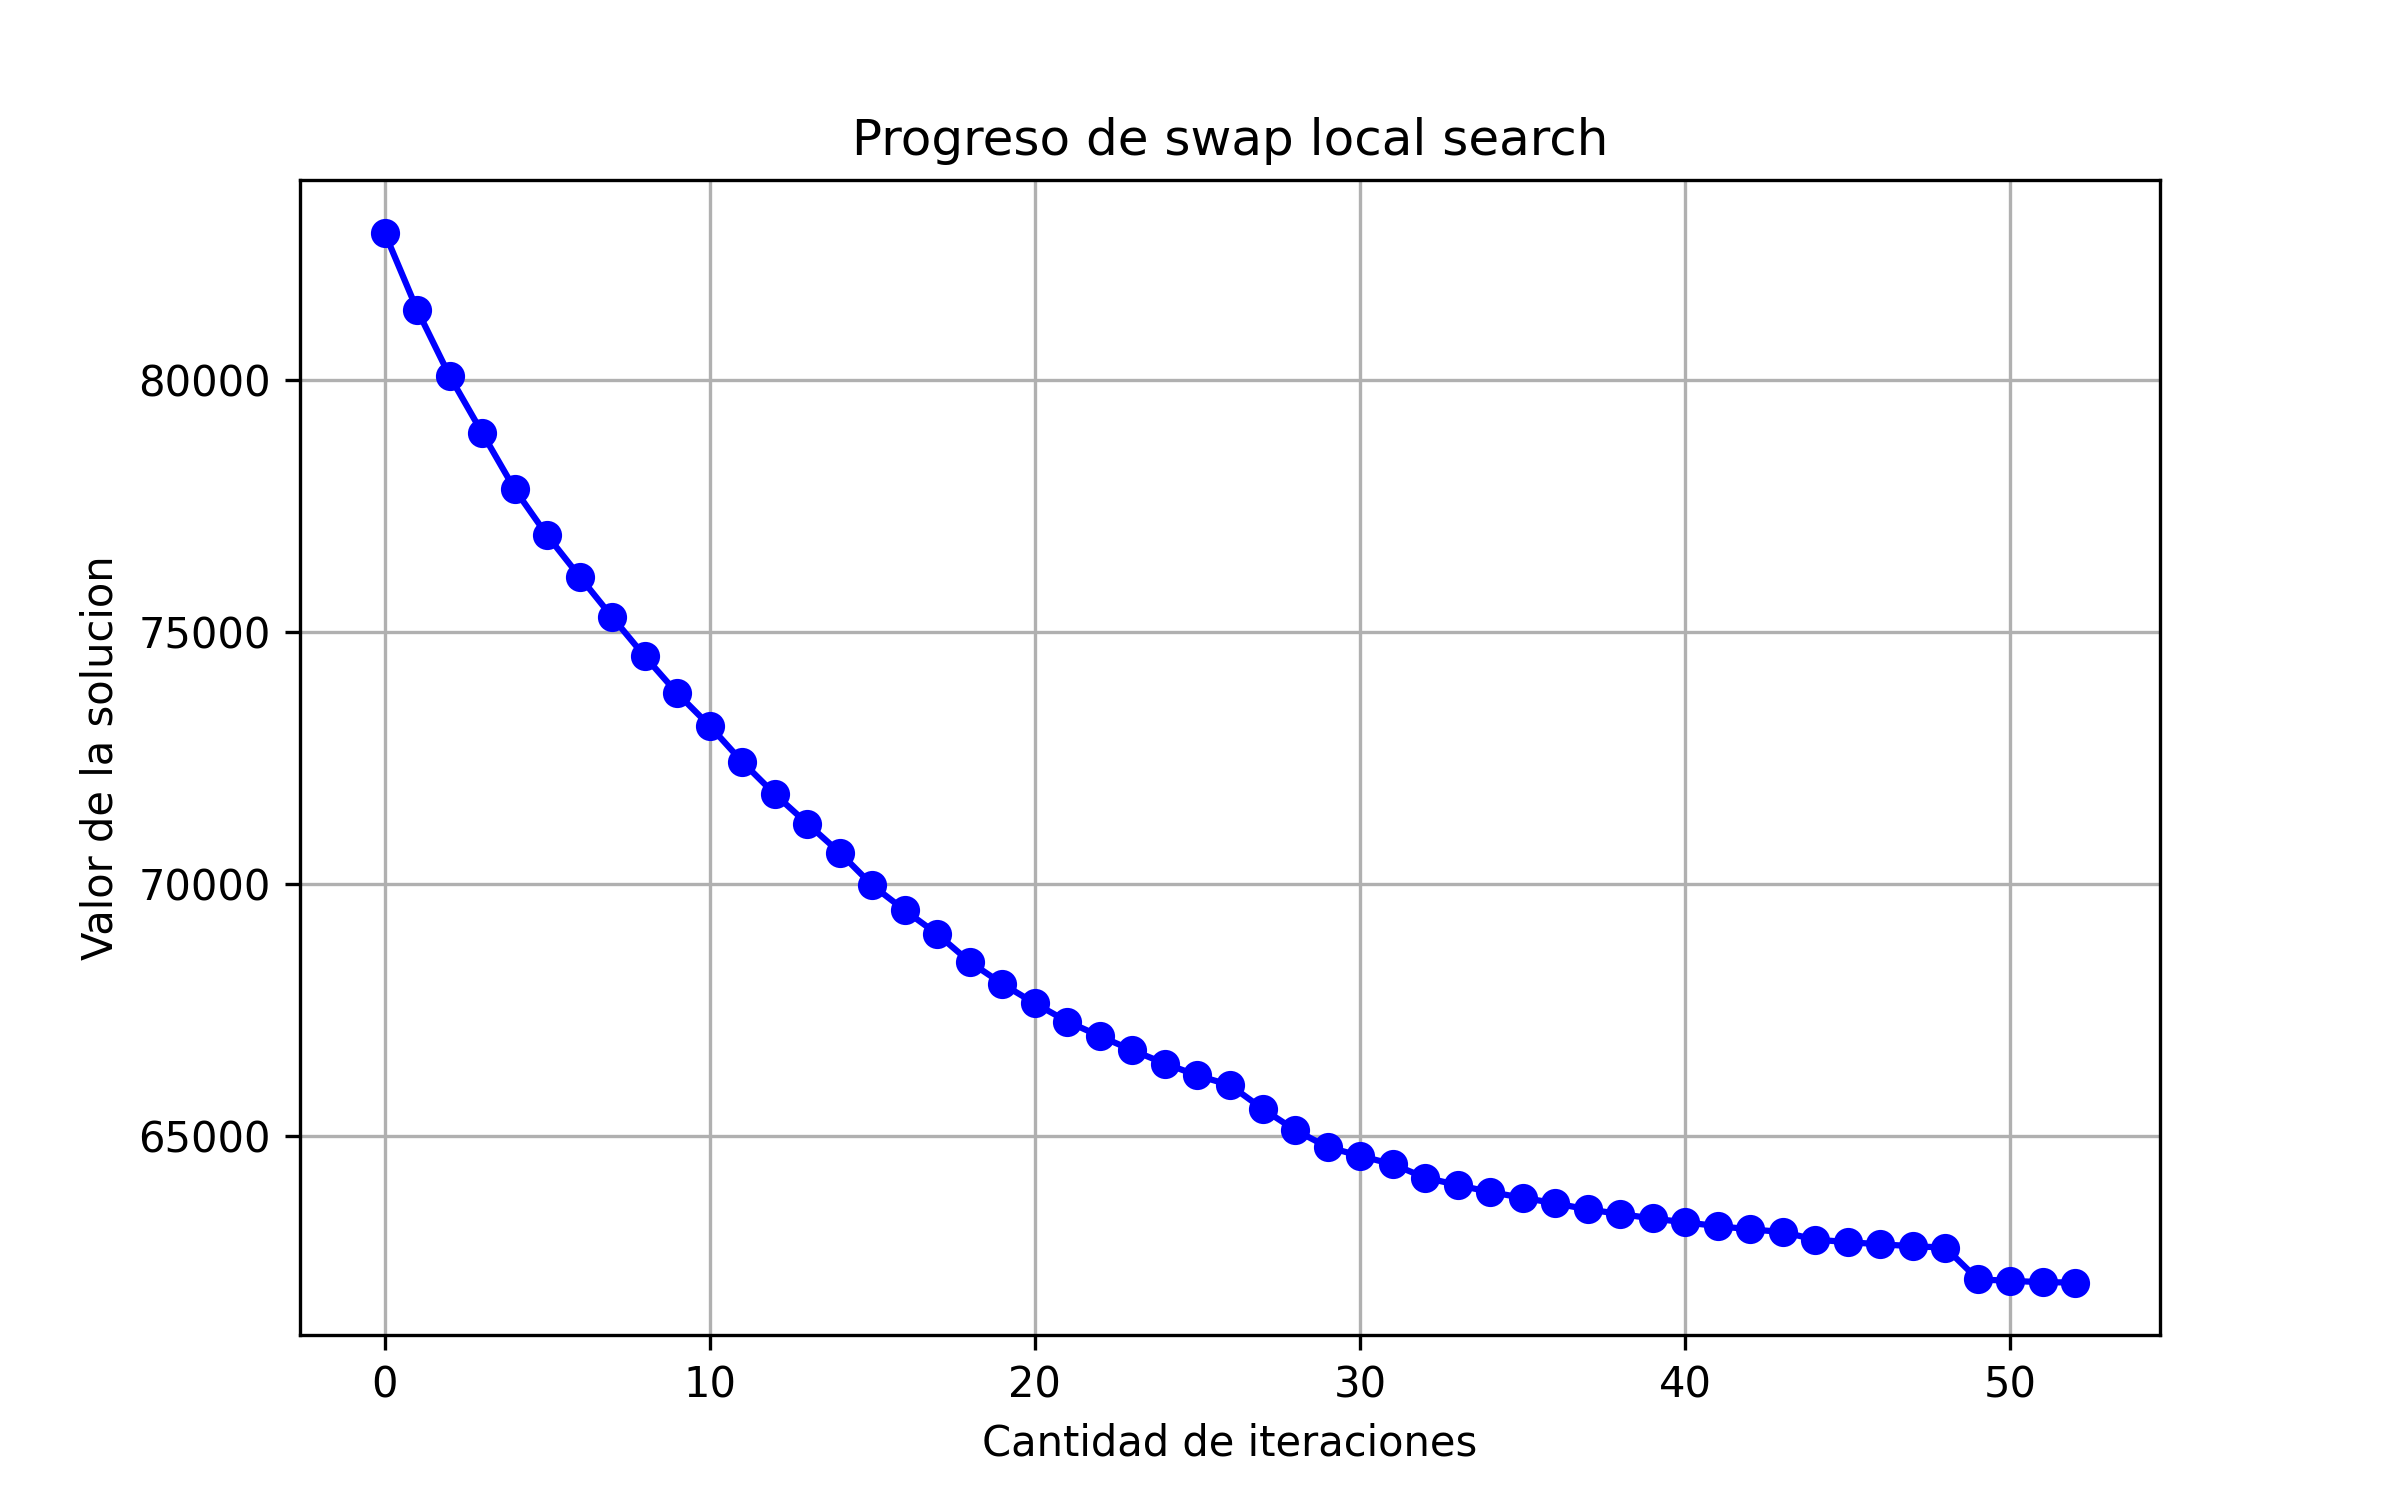 Progreso de swap local search
Valor de la solucion
80000
75000
70000
65000
0 10 20 30 40 50
Cantidad de iteraciones